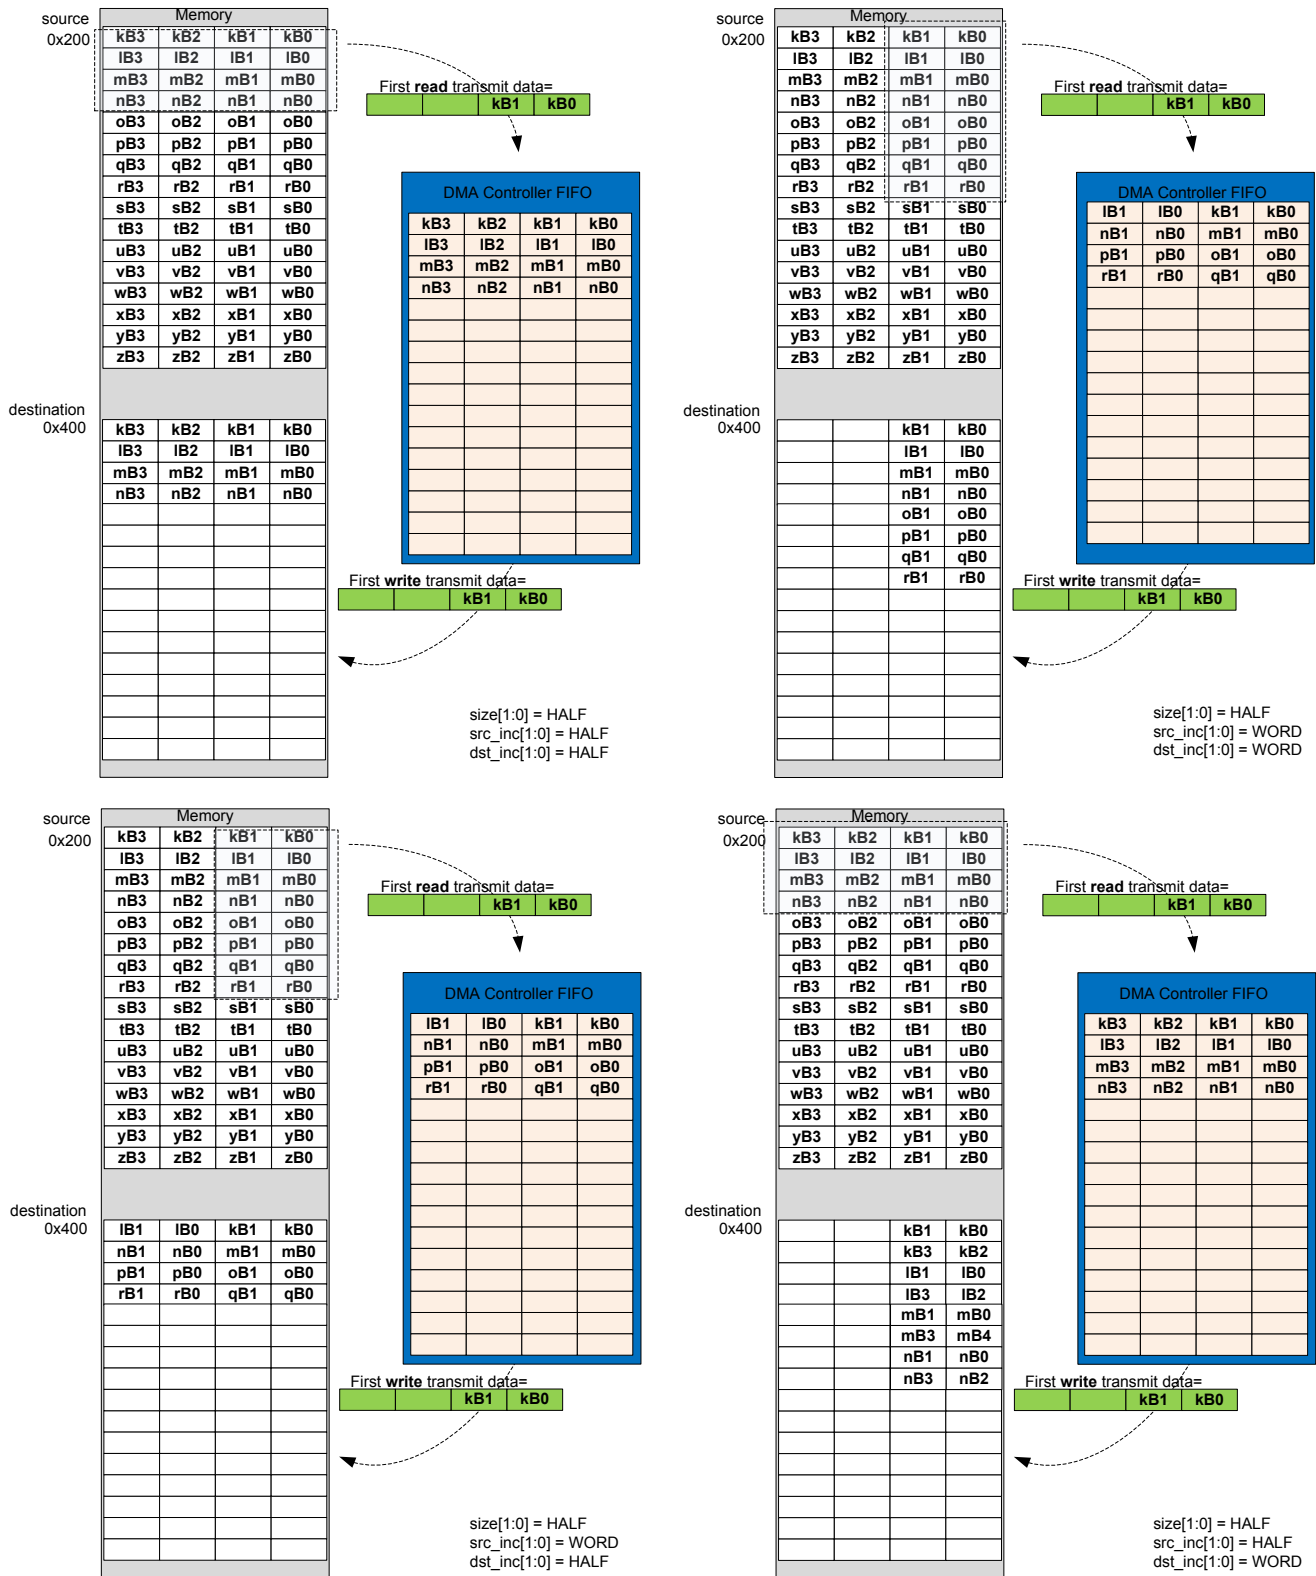 source
0x200
Memory
kB3 kB2 kB1 kB0
lB3 lB2 lB1 lB0
mB3 mB2 mB1 mB0
nB3 nB2 nB1 nB0
oB3 oB2 oB1 oB0
pB3 pB2 pB1 pB0
qB3 qB2 qB1 qB0
rB3 rB2 rB1 rB0
sB3 sB2 sB1 sB0
tB3 tB2 tB1 tB0
uB3 uB2 uB1 uB0
vB3 vB2 vB1 vB0
wB3 wB2 wB1 wB0
xB3 xB2 xB1 xB0
yB3 yB2 yB1 yB0
zB3 zB2 zB1 zB0
First read transmit data=
kB1 kB0
DMA Controller FIFO
kB3 kB2 kB1 kB0
lB3 lB2 lB1 lB0
mB3 mB2 mB1 mB0
nB3 nB2 nB1 nB0
destination
0x400
kB3 kB2 kB1 kB0
lB3 lB2 lB1 lB0
mB3 mB2 mB1 mB0
nB3 nB2 nB1 nB0
First write transmit data=
kB1 kB0
size[1:0] = HALF
src_inc[1:0] = HALF
dst_inc[1:0] = HALF
source
0x200
Memory
kB3 kB2 kB1 kB0
lB3 lB2 lB1 lB0
mB3 mB2 mB1 mB0
nB3 nB2 nB1 nB0
oB3 oB2 oB1 oB0
pB3 pB2 pB1 pB0
qB3 qB2 qB1 qB0
rB3 rB2 rB1 rB0
sB3 sB2 sB1 sB0
tB3 tB2 tB1 tB0
uB3 uB2 uB1 uB0
vB3 vB2 vB1 vB0
wB3 wB2 wB1 wB0
xB3 xB2 xB1 xB0
yB3 yB2 yB1 yB0
zB3 zB2 zB1 zB0
First read transmit data=
kB1 kB0
DMA Controller FIFO
lB1 lB0 kB1 kB0
nB1 nB0 mB1 mB0
pB1 pB0 oB1 oB0
rB1 rB0 qB1 qB0
destination
0x400
kB1 kB0
lB1 lB0
mB1 mB0
nB1 nB0
oB1 oB0
pB1 pB0
qB1 qB0
rB1 rB0
First write transmit data=
kB1 kB0
size[1:0] = HALF
src_inc[1:0] = WORD
dst_inc[1:0] = WORD
source
0x200
Memory
kB3 kB2 kB1 kB0
lB3 lB2 lB1 lB0
mB3 mB2 mB1 mB0
nB3 nB2 nB1 nB0
oB3 oB2 oB1 oB0
pB3 pB2 pB1 pB0
qB3 qB2 qB1 qB0
rB3 rB2 rB1 rB0
sB3 sB2 sB1 sB0
tB3 tB2 tB1 tB0
uB3 uB2 uB1 uB0
vB3 vB2 vB1 vB0
wB3 wB2 wB1 wB0
xB3 xB2 xB1 xB0
yB3 yB2 yB1 yB0
zB3 zB2 zB1 zB0
First read transmit data=
kB1 kB0
DMA Controller FIFO
lB1 lB0 kB1 kB0
nB1 nB0 mB1 mB0
pB1 pB0 oB1 oB0
rB1 rB0 qB1 qB0
destination
0x400
lB1 lB0 kB1 kB0
nB1 nB0 mB1 mB0
pB1 pB0 oB1 oB0
rB1 rB0 qB1 qB0
First write transmit data=
kB1 kB0
size[1:0] = HALF
src_inc[1:0] = WORD
dst_inc[1:0] = HALF
source
0x200
Memory
kB3 kB2 kB1 kB0
lB3 lB2 lB1 lB0
mB3 mB2 mB1 mB0
nB3 nB2 nB1 nB0
oB3 oB2 oB1 oB0
pB3 pB2 pB1 pB0
qB3 qB2 qB1 qB0
rB3 rB2 rB1 rB0
sB3 sB2 sB1 sB0
tB3 tB2 tB1 tB0
uB3 uB2 uB1 uB0
vB3 vB2 vB1 vB0
wB3 wB2 wB1 wB0
xB3 xB2 xB1 xB0
yB3 yB2 yB1 yB0
zB3 zB2 zB1 zB0
First read transmit data=
kB1 kB0
DMA Controller FIFO
kB3 kB2 kB1 kB0
lB3 lB2 lB1 lB0
mB3 mB2 mB1 mB0
nB3 nB2 nB1 nB0
destination
0x400
kB1 kB0
kB3 kB2
lB1 lB0
lB3 lB2
mB1 mB0
mB3 mB4
nB1 nB0
nB3 nB2
First write transmit data=
kB1 kB0
size[1:0] = HALF
src_inc[1:0] = HALF
dst_inc[1:0] = WORD